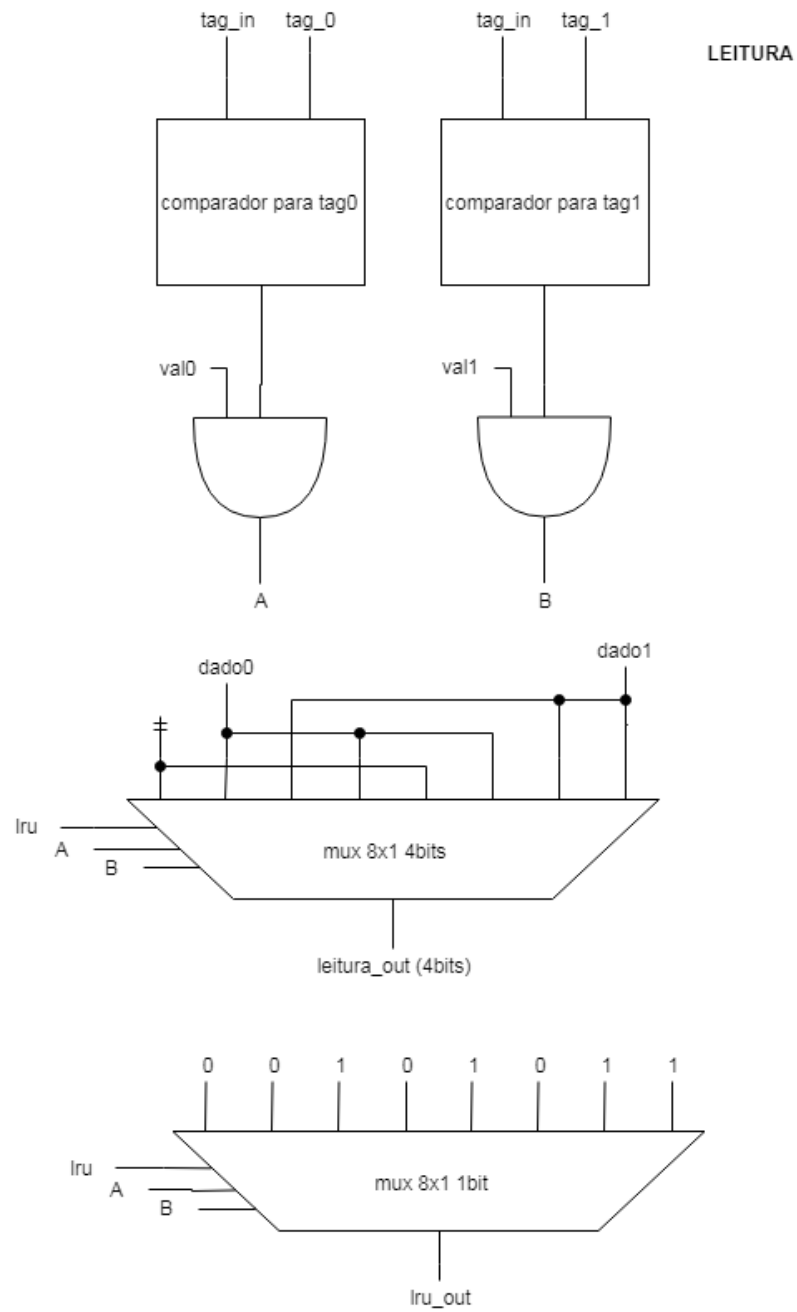 tag_in tag_0 tag_in tag_1
LEITURA
comparador para tag0 comparador para tag1
val0 val1
A B
dado0 dado1
lru
A
B
mux 8x1 4bits
leitura_out (4bits)
0 0 1 0 1 0 1 1
lru
A
B
mux 8x1 1bit
lru_out